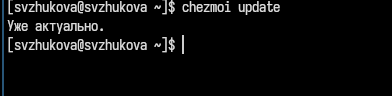 [svzhukova@svzhukova ~]$ chezmoi update
Уже актуально.
[svzhukova@svzhukova ~]$